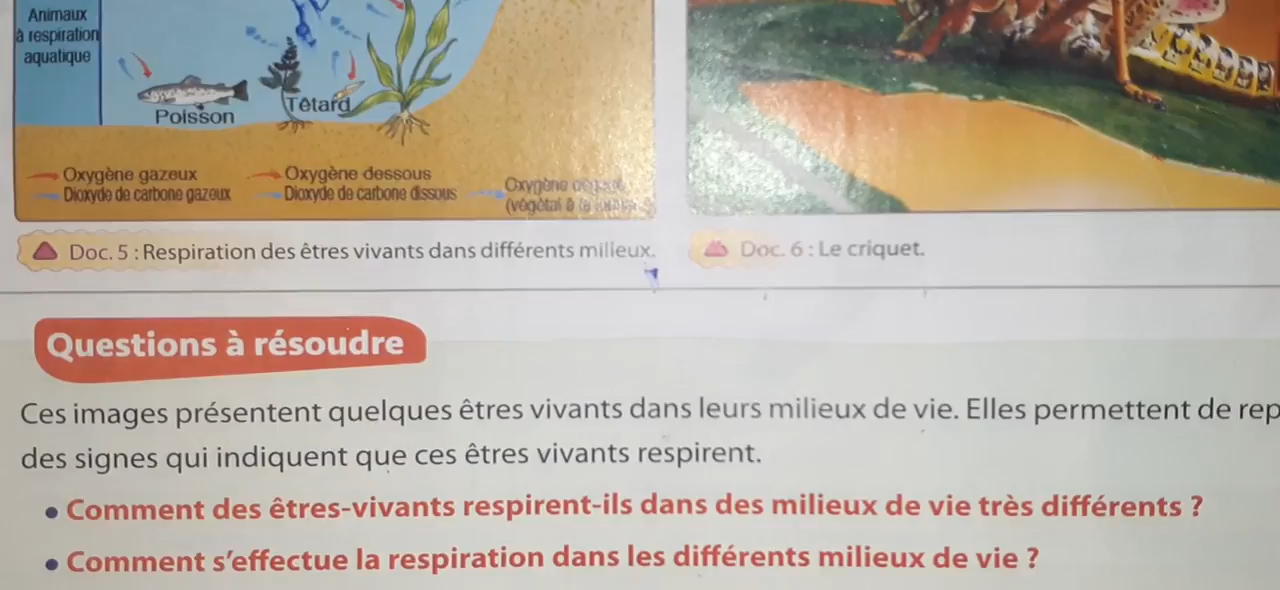 Animaux
à respiration
aquatique
Têtard
Poisson
Oxygène gazeux
Dioxyde de carbone gazeux
Oxygène dessous
Dioxyde de carbone dissous
Oxygène
(végétal à la
Doc. 5 : Respiration des êtres vivants dans différents milieux.
Doc. 6 : Le criquet.
Questions à résoudre
Ces images présentent quelques êtres vivants dans leurs milieux de vie. Elles permettent de rep
des signes qui indiquent que ces êtres vivants respirent.
• Comment des êtres-vivants respirent-ils dans des milieux de vie très différents ?
• Comment s'effectue la respiration dans les différents milieux de vie ?